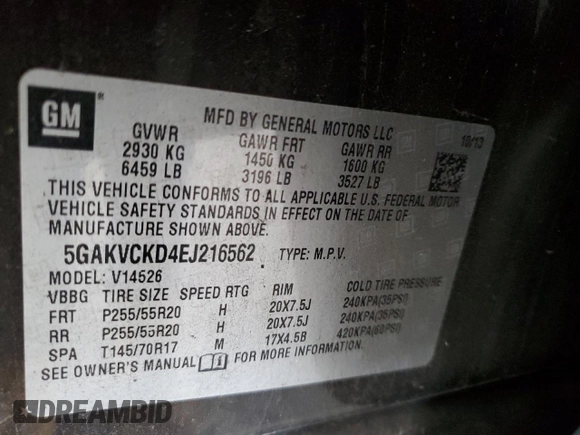 GM ®
MFD BY GENERAL MOTORS LLC
10/13
GVWR GAWR FRT GAWR RR
2930 KG 1450 KG 1600 KG
6459 LB 3196 LB 3527 LB
THIS VEHICLE CONFORMS TO ALL APPLICABLE U.S. FEDERAL MOTOR
VEHICLE SAFETY STANDARDS IN EFFECT ON THE DATE OF
MANUFACTURE SHOWN ABOVE.
5GAKVCKD4EJ216562 TYPE: M.P.V.
MODEL: V14526
VBBG TIRE SIZE SPEED RTG RIM COLD TIRE PRESSURE
FRT P255/55R20 H 20X7.5J 240KPA(35PSI)
RR P255/55R20 H 20X7.5J 240KPA(35PSI)
SPA T145/70R17 M 17X4.5B 420KPA(60PSI)
SEE OWNER'S MANUAL FOR MORE INFORMATION.
DREAMBID